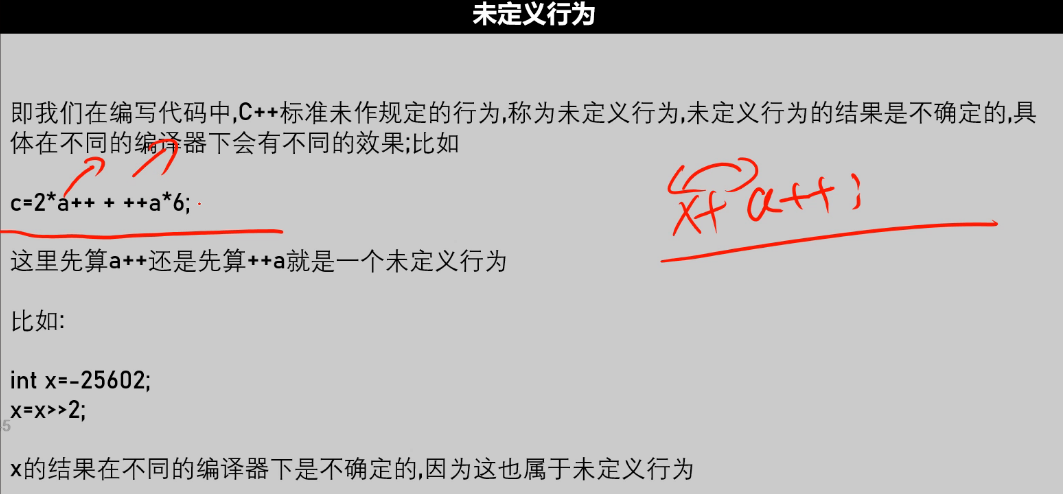 未定义行为
即我们在编写代码中,C++标准未作规定的行为,称为未定义行为,未定义行为的结果是不确定的,具
体在不同的编译器下会有不同的效果;比如
c=2*a++ + ++a*6;
x+ a++;
这里先算a++还是先算++a就是一个未定义行为
比如:
int x=-25602;
x=x>>2;
5
x的结果在不同的编译器下是不确定的,因为这也属于未定义行为